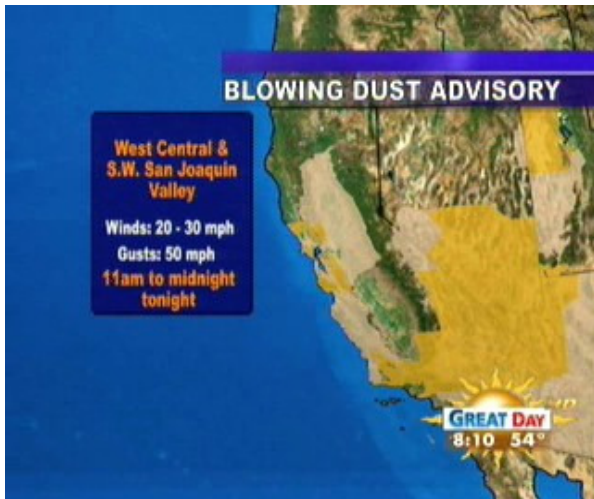 BLOWING DUST ADVISORY
West Central &
S.W. San Joaquin
Valley
Winds: 20 - 30 mph
Gusts: 50 mph
11am to midnight
tonight
GREAT DAY
8:10 54°